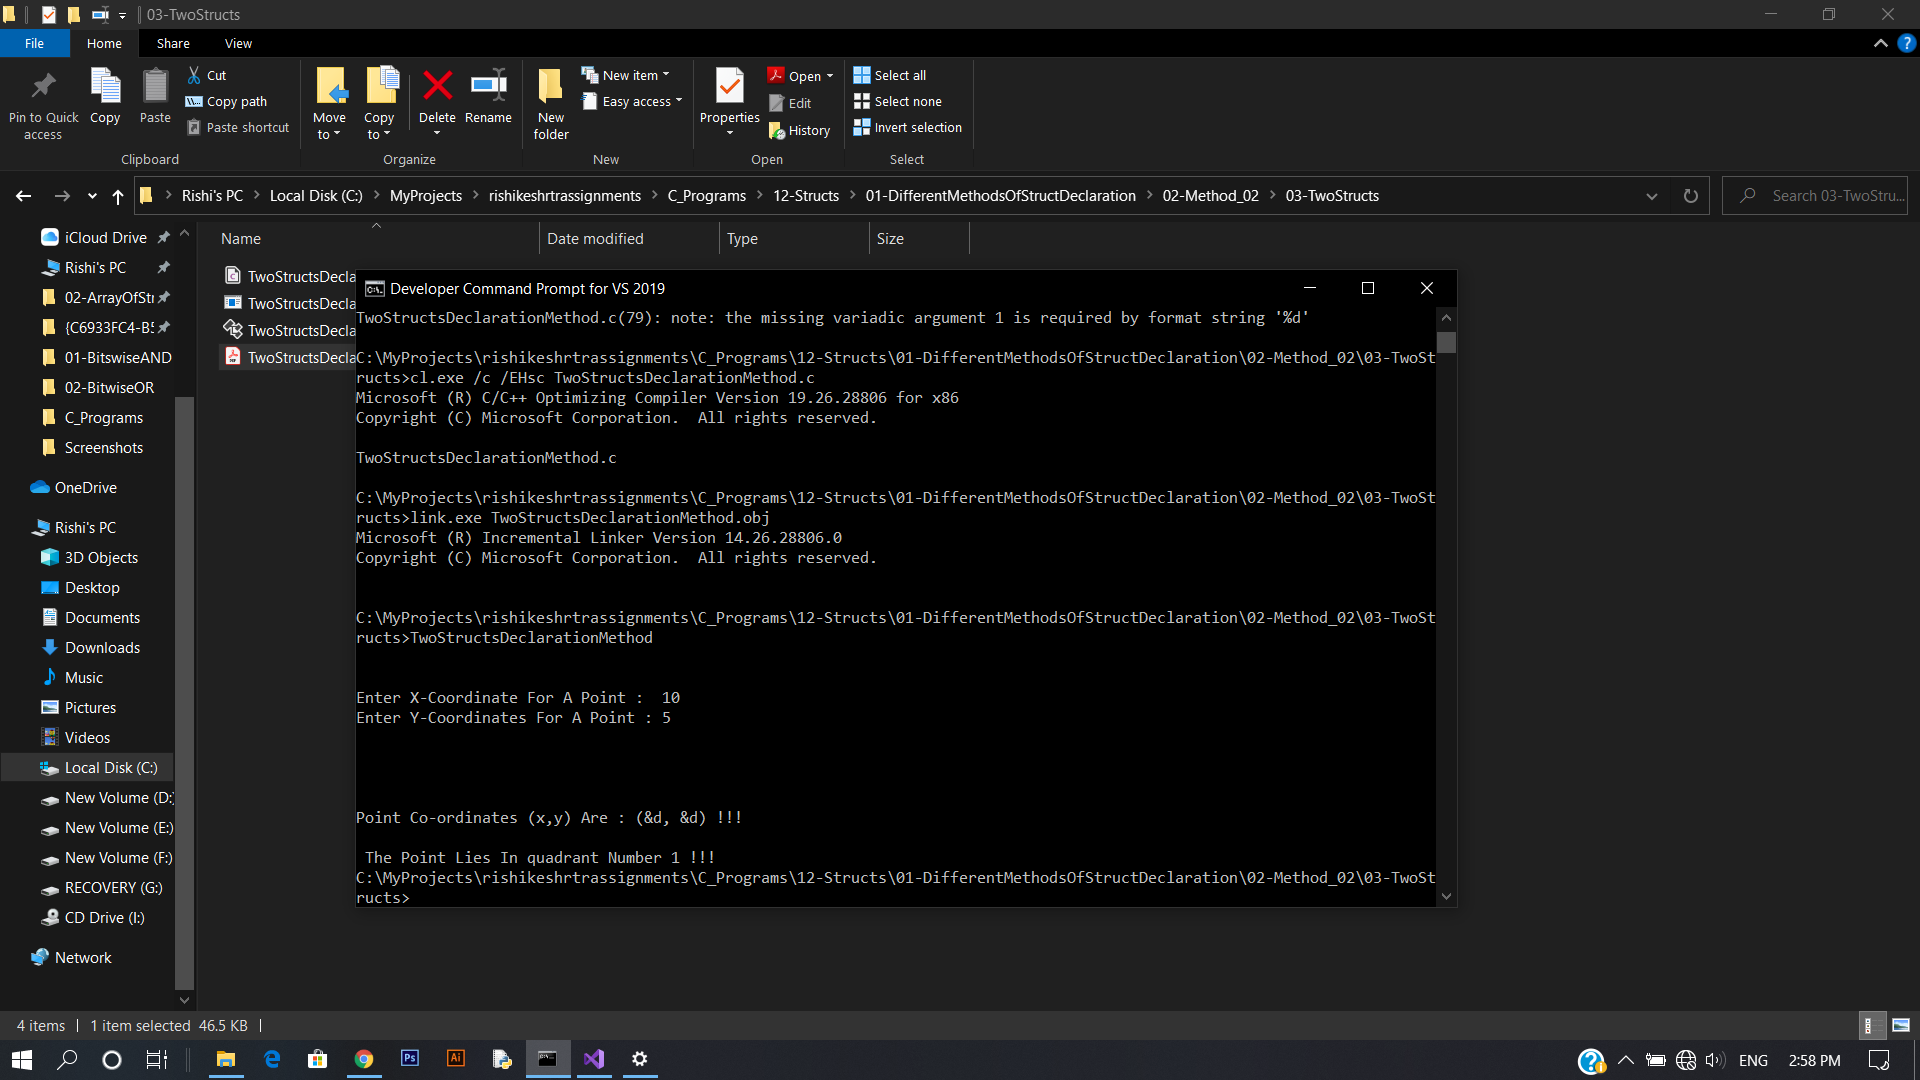 03-TwoStructs
File
Home
Share
View
Pin to Quick access
Copy
Paste
Cut
Copy path
Paste shortcut
Clipboard
Move to
Copy to
Delete
Rename
Organize
New folder
New item
Easy access
New
Properties
Open
Edit
History
Open
Select all
Select none
Invert selection
Select
Rishi's PC
Local Disk (C:)
MyProjects
rishikeshrtrassignments
C_Programs
12-Structs
01-DifferentMethodsOfStructDeclaration
02-Method_02
03-TwoStructs
Search 03-TwoStru...
iCloud Drive
Rishi's PC
02-ArrayOfStr
{C6933FC4-B5
01-BitswiseAND
02-BitwiseOR
C_Programs
Screenshots
OneDrive
Rishi's PC
3D Objects
Desktop
Documents
Downloads
Music
Pictures
Videos
Local Disk (C:)
New Volume (D:)
New Volume (E:)
New Volume (F:)
RECOVERY (G:)
CD Drive (I:)
Network
Name
Date modified
Type
Size
TwoStructsDecla
TwoStructsDecla
TwoStructsDecla
TwoStructsDecla
Developer Command Prompt for VS 2019
TwoStructsDeclarationMethod.c(79): note: the missing variadic argument 1 is required by format string '%d'
C:\MyProjects\rishikeshrtrassignments\C_Programs\12-Structs\01-DifferentMethodsOfStructDeclaration\02-Method_02\03-TwoSt
ructs>cl.exe /c /EHsc TwoStructsDeclarationMethod.c
Microsoft (R) C/C++ Optimizing Compiler Version 19.26.28806 for x86
Copyright (C) Microsoft Corporation.  All rights reserved.
TwoStructsDeclarationMethod.c
C:\MyProjects\rishikeshrtrassignments\C_Programs\12-Structs\01-DifferentMethodsOfStructDeclaration\02-Method_02\03-TwoSt
ructs>link.exe TwoStructsDeclarationMethod.obj
Microsoft (R) Incremental Linker Version 14.26.28806.0
Copyright (C) Microsoft Corporation.  All rights reserved.
C:\MyProjects\rishikeshrtrassignments\C_Programs\12-Structs\01-DifferentMethodsOfStructDeclaration\02-Method_02\03-TwoSt
ructs>TwoStructsDeclarationMethod
Enter X-Coordinate For A Point :  10
Enter Y-Coordinates For A Point : 5
Point Co-ordinates (x,y) Are : (&d, &d) !!!
The Point Lies In quadrant Number 1 !!!
C:\MyProjects\rishikeshrtrassignments\C_Programs\12-Structs\01-DifferentMethodsOfStructDeclaration\02-Method_02\03-TwoSt
ructs>
4 items
1 item selected 46.5 KB
Ps
Ai
ENG
2:58 PM